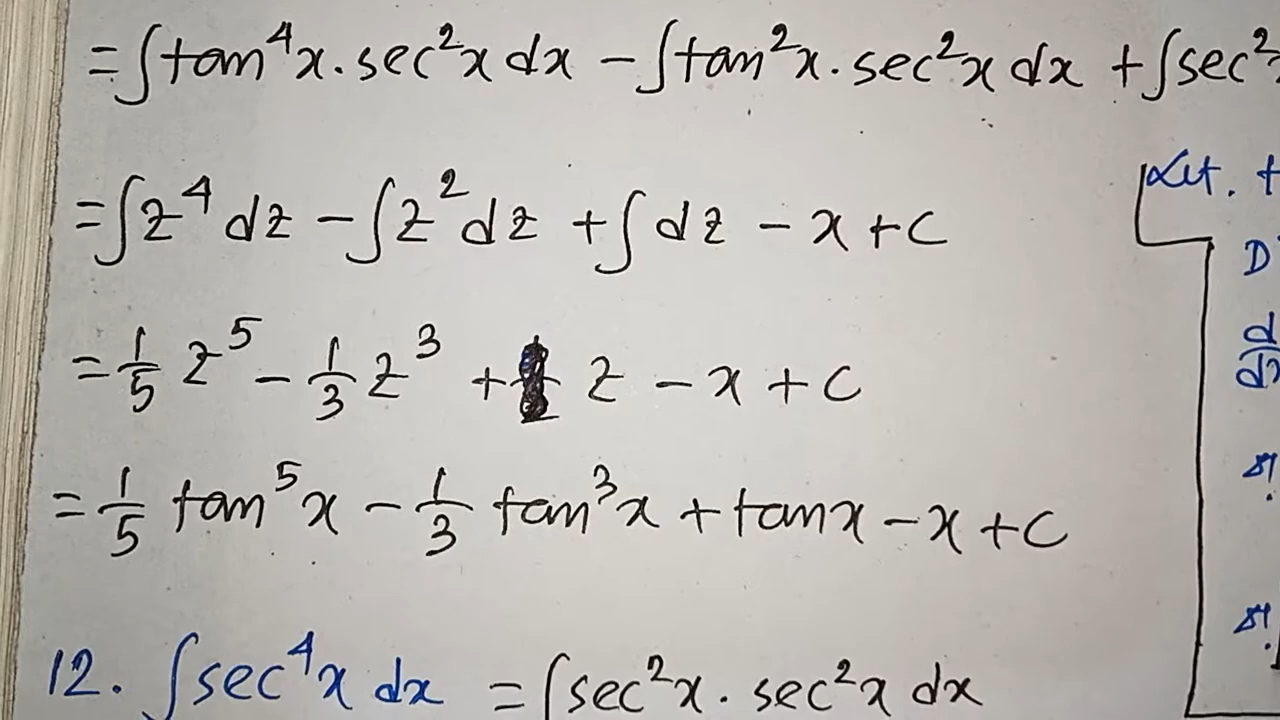 = ∫tan⁴x. sec²x dx − ∫tan²x. sec²x dx + ∫sec²
= ∫z⁴ dz − ∫z² dz + ∫dz − x + c
Let.
D
= 1/5 z⁵ − 1/3 z³ + z − x + c
= 1/5 tan⁵x − 1/3 tan³x + tanx − x + c
12. ∫sec⁴x dx = ∫sec²x. sec²x dx